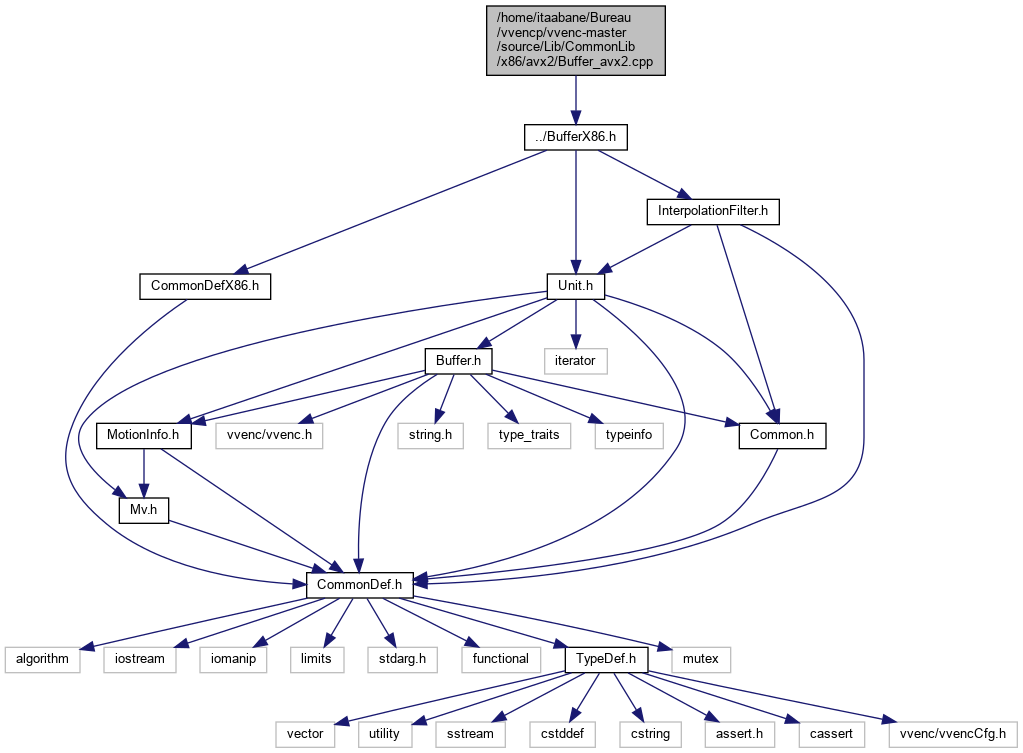 /home/itaabane/Bureau
/vvencp/vvenc-master
/source/Lib/CommonLib
/x86/avx2/Buffer_avx2.cpp
../BufferX86.h
InterpolationFilter.h
CommonDefX86.h
Unit.h
Buffer.h
iterator
MotionInfo.h
vvenc/vvenc.h
string.h
type_traits
typeinfo
Common.h
Mv.h
CommonDef.h
algorithm
iostream
iomanip
limits
stdarg.h
functional
TypeDef.h
mutex
vector
utility
sstream
cstddef
cstring
assert.h
cassert
vvenc/vvencCfg.h